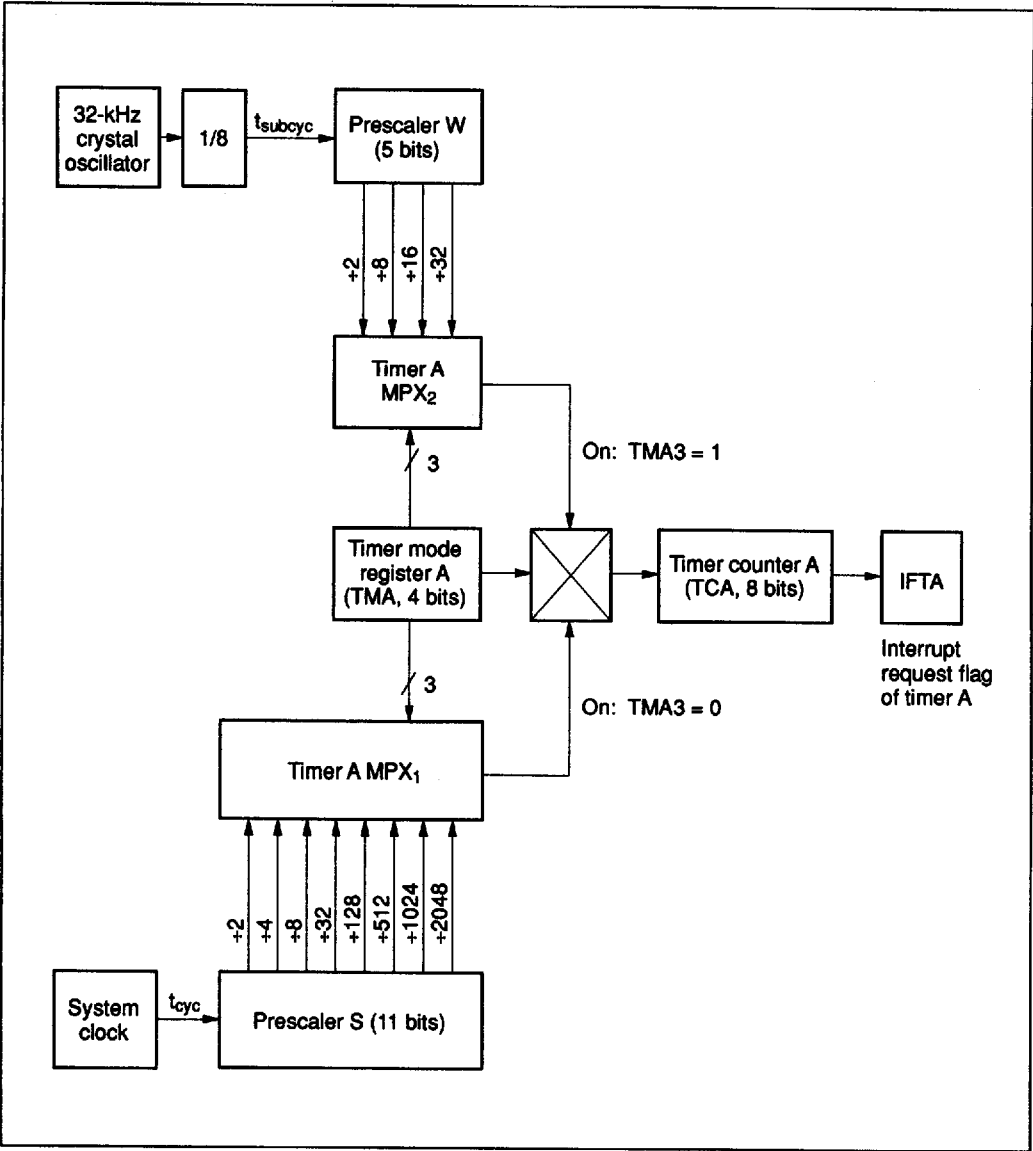 32-kHz
crystal
oscillator
1/8
tsubcyc
Prescaler W
(5 bits)
÷2
÷8
÷16
÷32
Timer A
MPX2
3
On: TMA3 = 1
Timer mode
register A
(TMA, 4 bits)
Timer counter A
(TCA, 8 bits)
IFTA
Interrupt
request flag
of timer A
3
On: TMA3 = 0
Timer A MPX1
÷2
÷4
÷8
÷32
÷128
÷512
÷1024
÷2048
System
clock
tcyc
Prescaler S (11 bits)